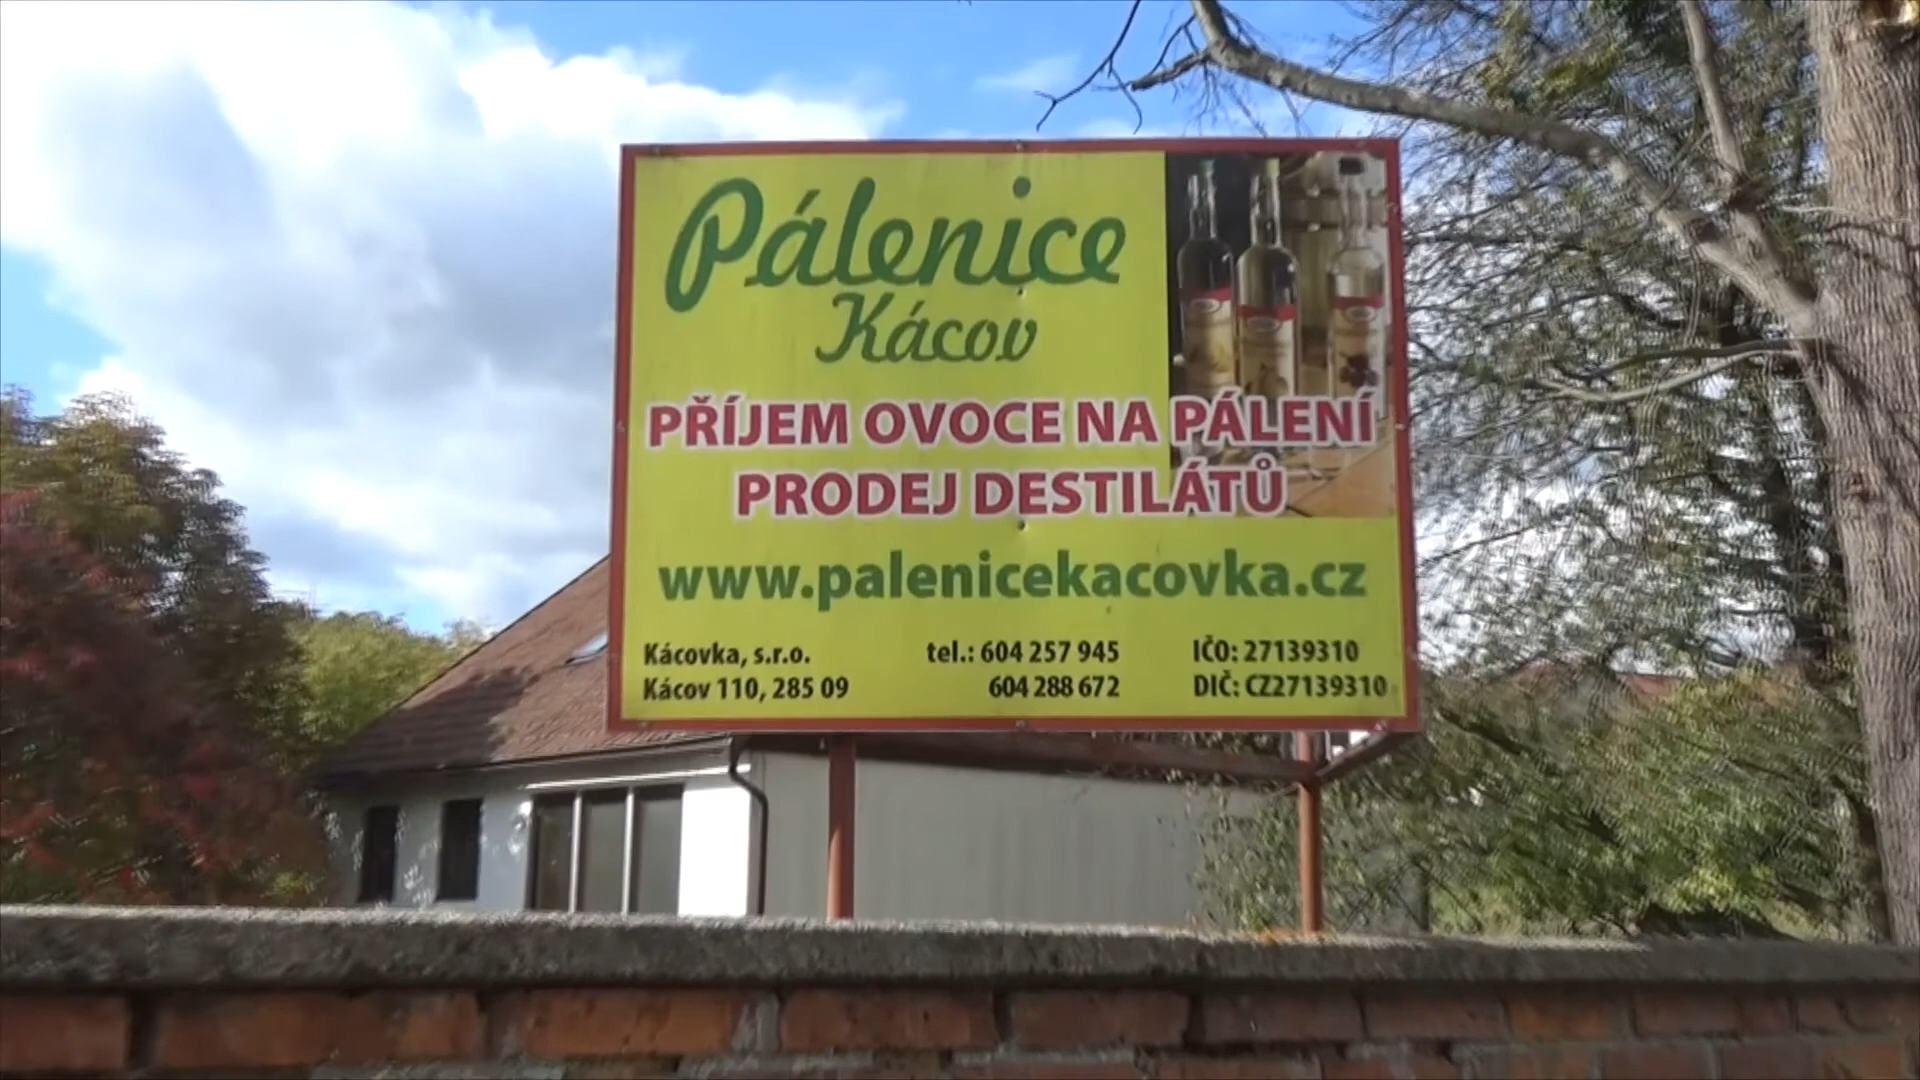 Pálenice
Kácov
PŘÍJEM OVOCE NA PÁLENÍ
PRODEJ DESTILÁTŮ
www.palenicekacovka.cz
Kácovka, s.r.o. tel.: 604 257 945 IČO: 27139310
Kácov 110, 285 09 604 288 672 DIČ: CZ27139310